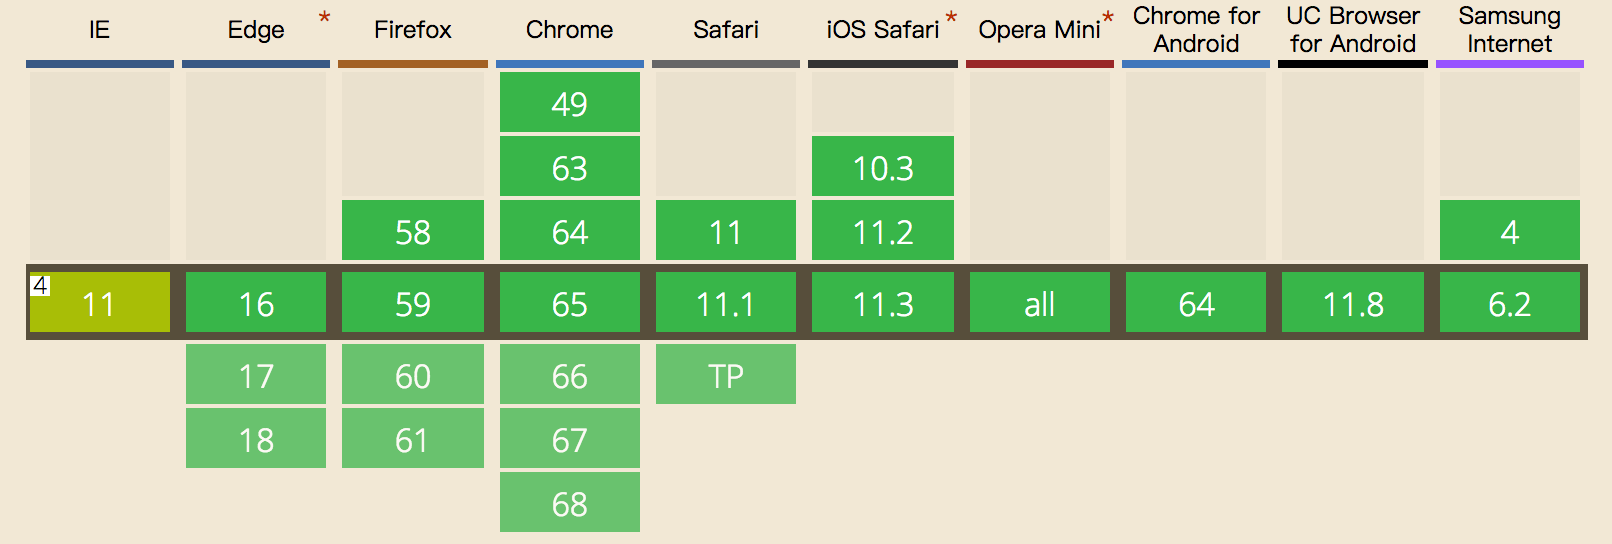 IE Edge * Firefox Chrome Safari iOS Safari * Opera Mini * Chrome for Android UC Browser for Android Samsung Internet
49
63 10.3
58 64 11 11.2 4
4 11 16 59 65 11.1 11.3 all 64 11.8 6.2
17 60 66 TP
18 61 67
68